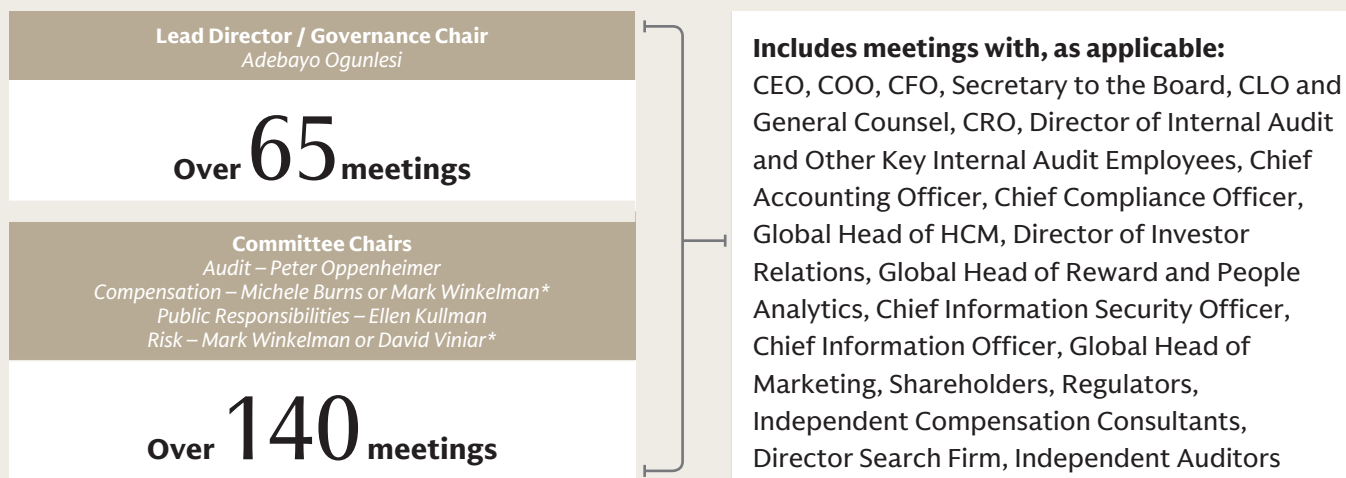 Lead Director / Governance Chair
Adebayo Ogunlesi
Over 65 meetings
Committee Chairs
Audit – Peter Oppenheimer
Compensation – Michele Burns or Mark Winkelman*
Public Responsibilities – Ellen Kullman
Risk – Mark Winkelman or David Viniar*
Over 140 meetings
Includes meetings with, as applicable:
CEO, COO, CFO, Secretary to the Board, CLO and
General Counsel, CRO, Director of Internal Audit
and Other Key Internal Audit Employees, Chief
Accounting Officer, Chief Compliance Officer,
Global Head of HCM, Director of Investor
Relations, Global Head of Reward and People
Analytics, Chief Information Security Officer,
Chief Information Officer, Global Head of
Marketing, Shareholders, Regulators,
Independent Compensation Consultants,
Director Search Firm, Independent Auditors